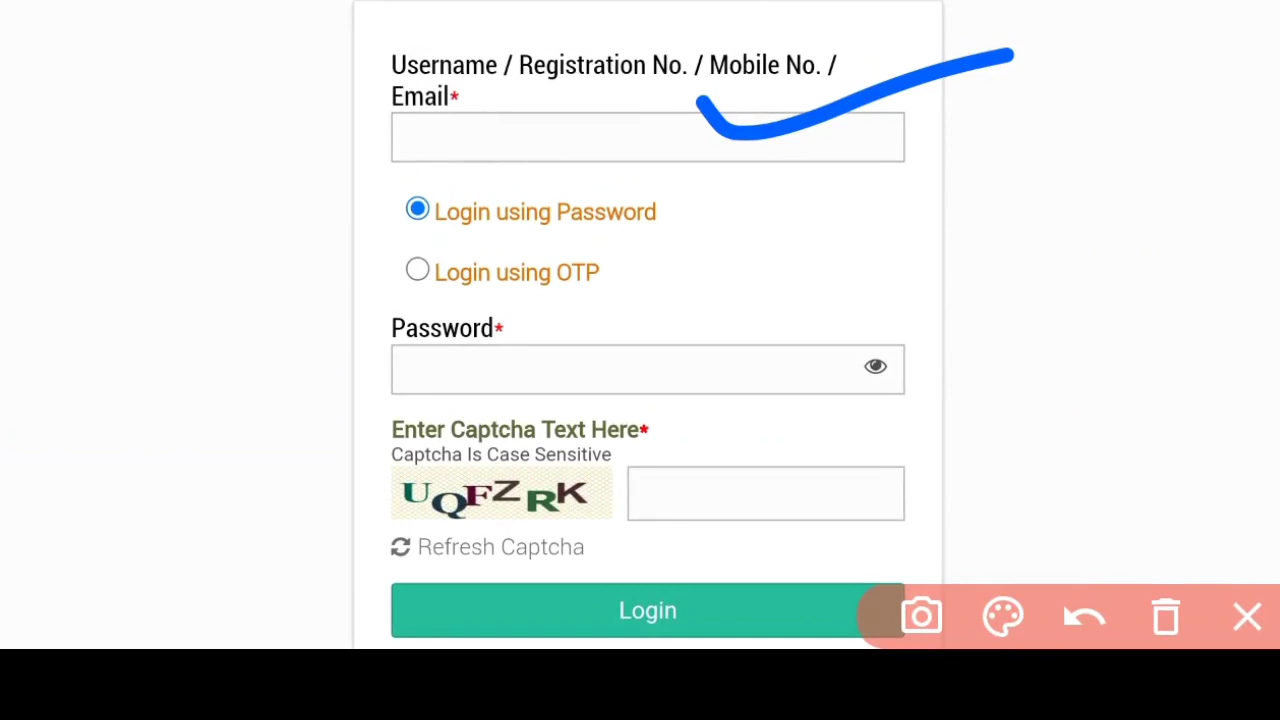 Username / Registration No. / Mobile No. /
Email*
Login using Password
Login using OTP
Password*
Enter Captcha Text Here*
Captcha Is Case Sensitive
UQFZRK
Refresh Captcha
Login